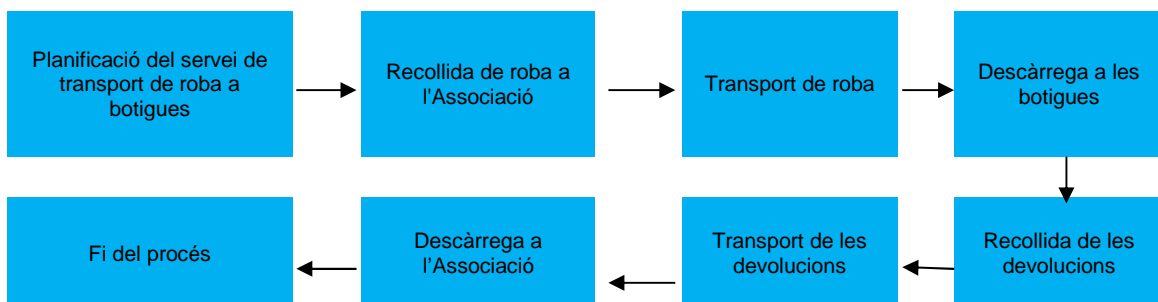 Planificació del servei de
transport de roba a
botigues
Recollida de roba a
l'Associació
Transport de roba
Descàrrega a les
botigues
Recollida de les
devolucions
Transport de les
devolucions
Descàrrega a
l’Associació
Fi del procés